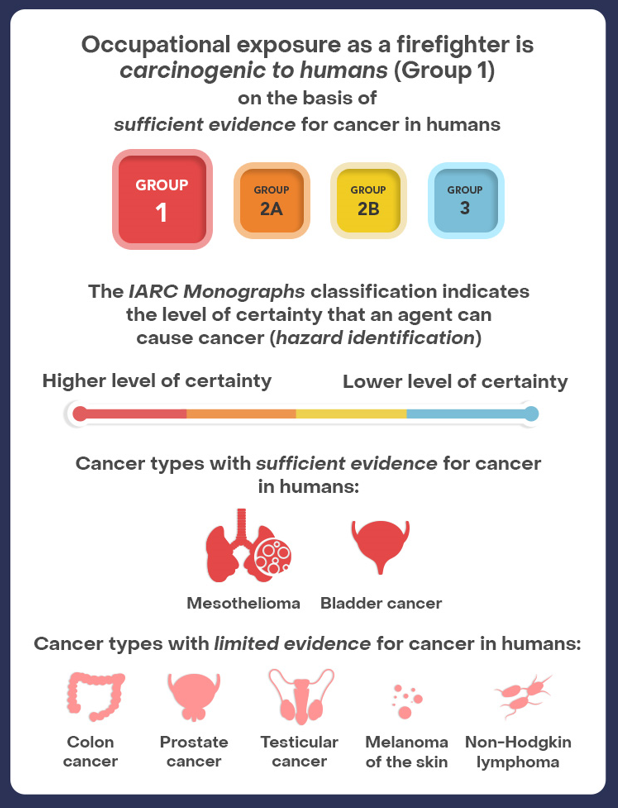 Occupational exposure as a firefighter is
carcinogenic to humans (Group 1)
on the basis of
sufficient evidence for cancer in humans
GROUP 1
GROUP 2A
GROUP 2B
GROUP 3
The IARC Monographs classification indicates
the level of certainty that an agent can
cause cancer (hazard identification)
Higher level of certainty
Lower level of certainty
Cancer types with sufficient evidence for cancer
in humans:
Mesothelioma
Bladder cancer
Cancer types with limited evidence for cancer in humans:
Colon
cancer
Prostate
cancer
Testicular
cancer
Melanoma
of the skin
Non-Hodgkin
lymphoma